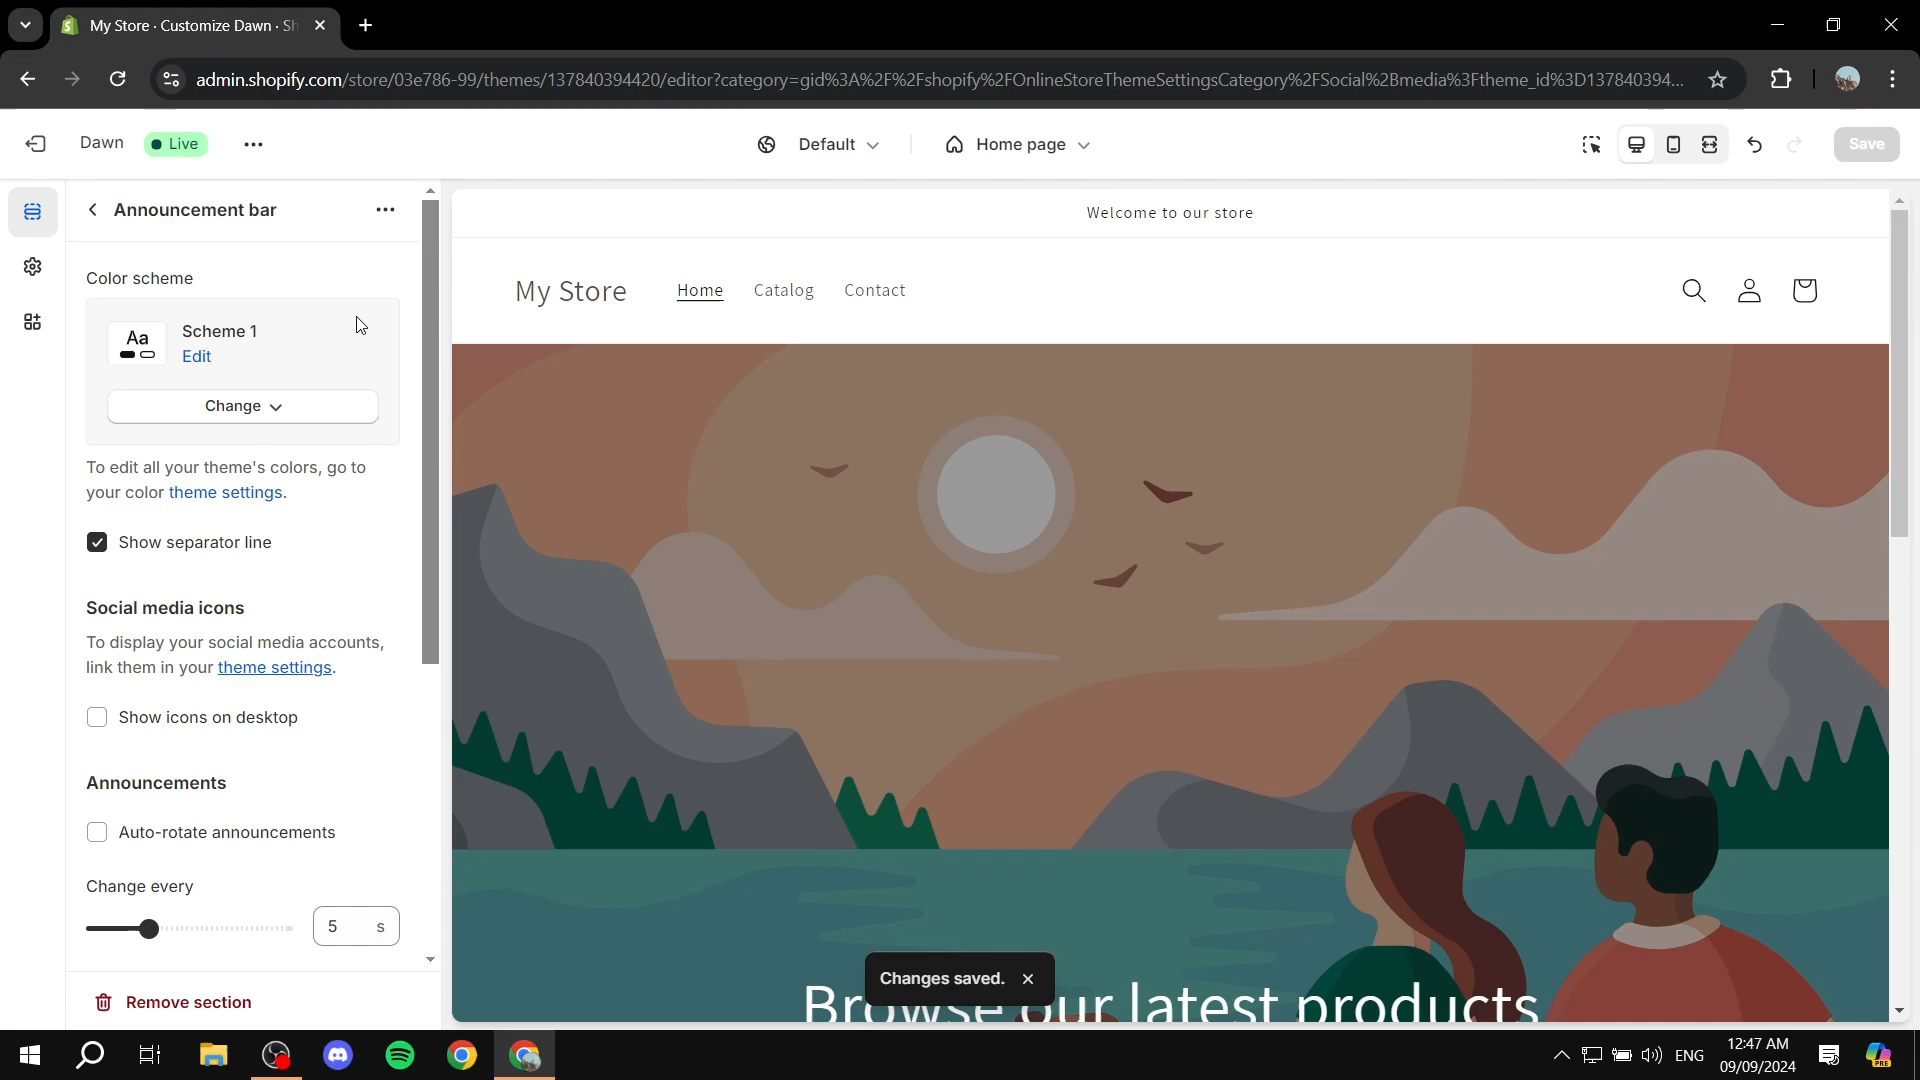 My Store · Customize Dawn · Sh
admin.shopify.com/store/03e786-99/themes/137840394420/editor?category=gid%3A%2F%2Fshopify%2FOnlineStoreThemeSettingsCategory%2FSocial%2Bmedia%3Ftheme_id%3D137840394...
Dawn
Live
Default
Home page
Save
Announcement bar
Color scheme
Aa
Scheme 1
Edit
Change
To edit all your theme's colors, go to
your color theme settings.
Show separator line
Social media icons
To display your social media accounts,
link them in your theme settings.
Show icons on desktop
Announcements
Auto-rotate announcements
Change every
5 s
Remove section
Welcome to our store
My Store
Home
Catalog
Contact
Browse our latest products
Changes saved.
ENG
12:47 AM
09/09/2024
PRE